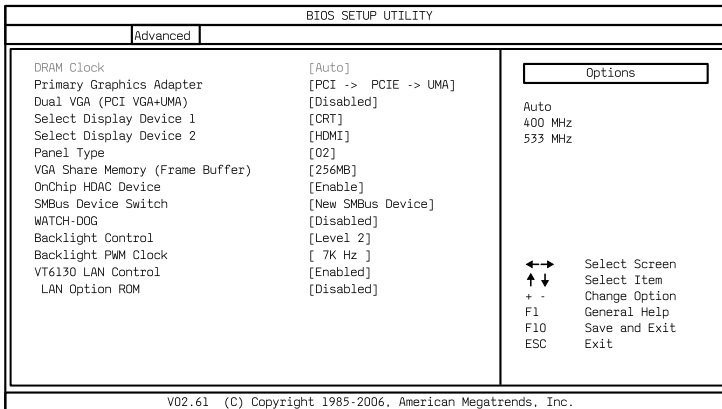 BIOS SETUP UTILITY
Advanced
DRAM Clock [Auto]
Primary Graphics Adapter [PCI -> PCIE -> UMA]
Dual VGA (PCI VGA+UMA) [Disabled]
Select Display Device 1 [CRT]
Select Display Device 2 [HDMI]
Panel Type [02]
VGA Share Memory (Frame Buffer) [256MB]
OnChip HDAC Device [Enable]
SMBus Device Switch [New SMBus Device]
WATCH-DOG [Disabled]
Backlight Control [Level 2]
Backlight PWM Clock [ 7K Hz ]
VT6130 LAN Control [Enabled]
LAN Option ROM [Disabled]
Options
Auto
400 MHz
533 MHz
←→ Select Screen
↑↓ Select Item
+ - Change Option
F1 General Help
F10 Save and Exit
ESC Exit
V02.61 (C) Copyright 1985-2006, American Megatrends, Inc.